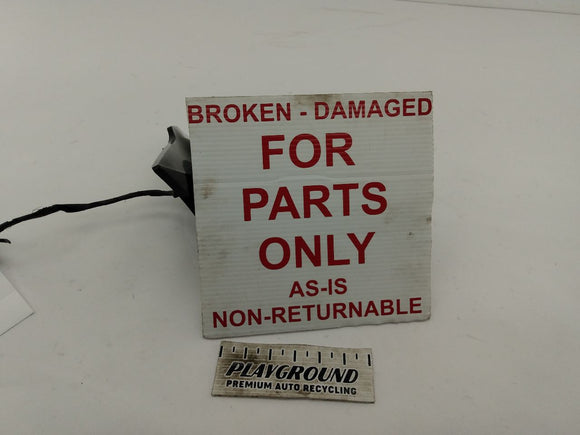 BROKEN - DAMAGED
FOR
PARTS
ONLY
AS-IS
NON-RETURNABLE
PLAYGROUND
PREMIUM AUTO RECYCLING